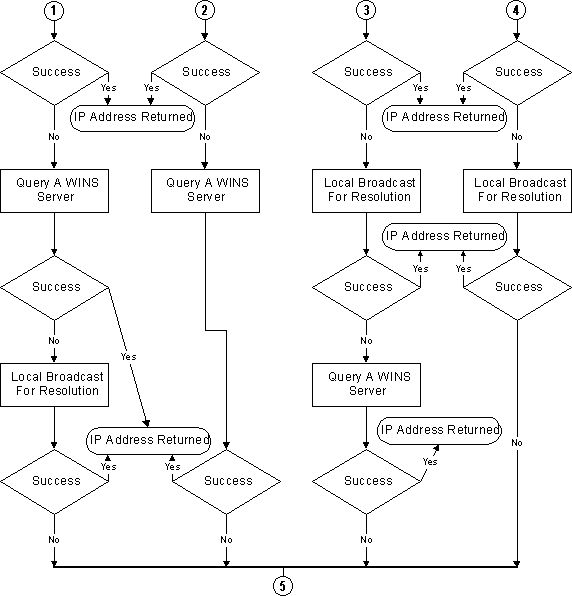 1
2
3
4
Success
Success
Success
Success
Yes
Yes
Yes
Yes
IP Address Returned
IP Address Returned
No
No
No
No
Query A WINS
Server
Query A WINS
Server
Local Broadcast
For Resolution
Local Broadcast
For Resolution
IP Address Returned
Yes
Yes
Success
Success
Success
No
No
Yes
Local Broadcast
For Resolution
Query A WINS
Server
IP Address Returned
IP Address Returned
No
Yes
Yes
Yes
Success
Success
Success
No
No
No
5